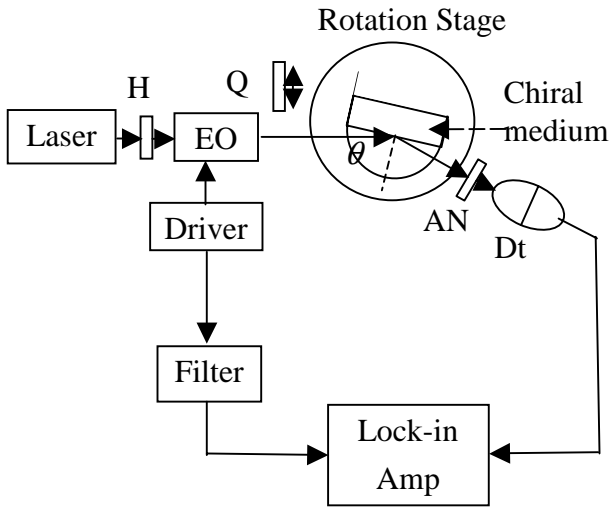 Rotation Stage
H
Q
Chiral
medium
Laser
EO
θ
AN
Dt
Driver
Filter
Lock-in
Amp